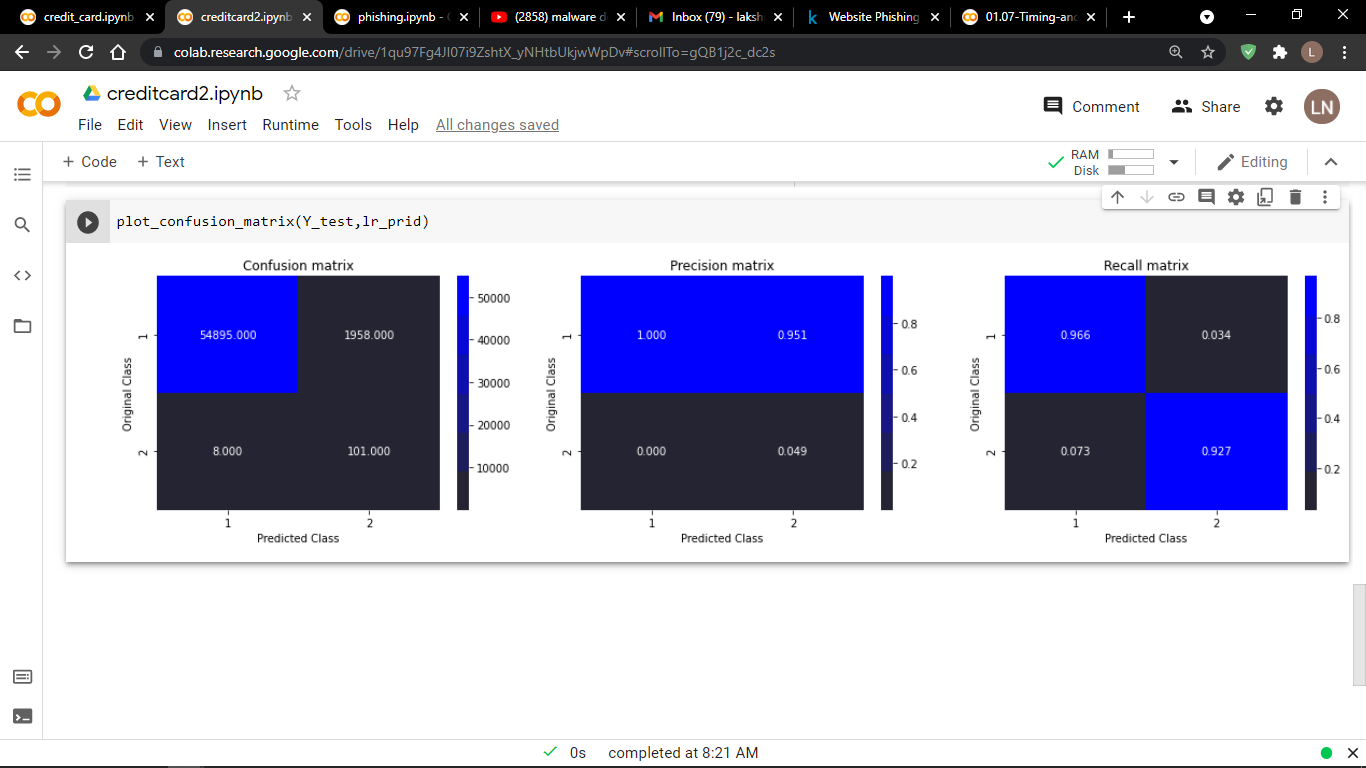 credit_card.ipynb
creditcard2.ipynb
phishing.ipynb -
(2858) malware d
Inbox (79) - laksh
Website Phishing
01.07-Timing-and
colab.research.google.com/drive/1qu97Fg4JI07i9ZshtX_yNHtbUkjwWpDv#scrollTo=gQB1j2c_dc2s
L
creditcard2.ipynb
Comment Share LN
File Edit View Insert Runtime Tools Help All changes saved
+ Code + Text
RAM
Disk
Editing
plot_confusion_matrix(Y_test,lr_prid)
Confusion matrix
54895.000 1958.000
8.000 101.000
1
2
Original Class
1 2
Predicted Class
50000
40000
30000
20000
10000
Precision matrix
1.000 0.951
0.000 0.049
1
2
Original Class
1 2
Predicted Class
0.8
0.6
0.4
0.2
Recall matrix
0.966 0.034
0.073 0.927
1
2
Original Class
1 2
Predicted Class
0.8
0.6
0.4
0.2
0s completed at 8:21 AM